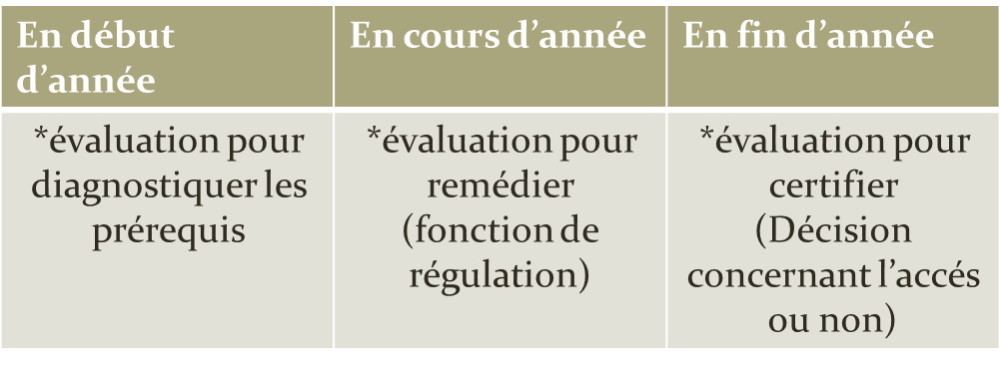 En début
d’année
En cours d’année
En fin d’année
*évaluation pour
diagnostiquer les
prérequis
*évaluation pour
remédier
(fonction de
régulation)
*évaluation pour
certifier
(Décision
concernant l’accés
ou non)